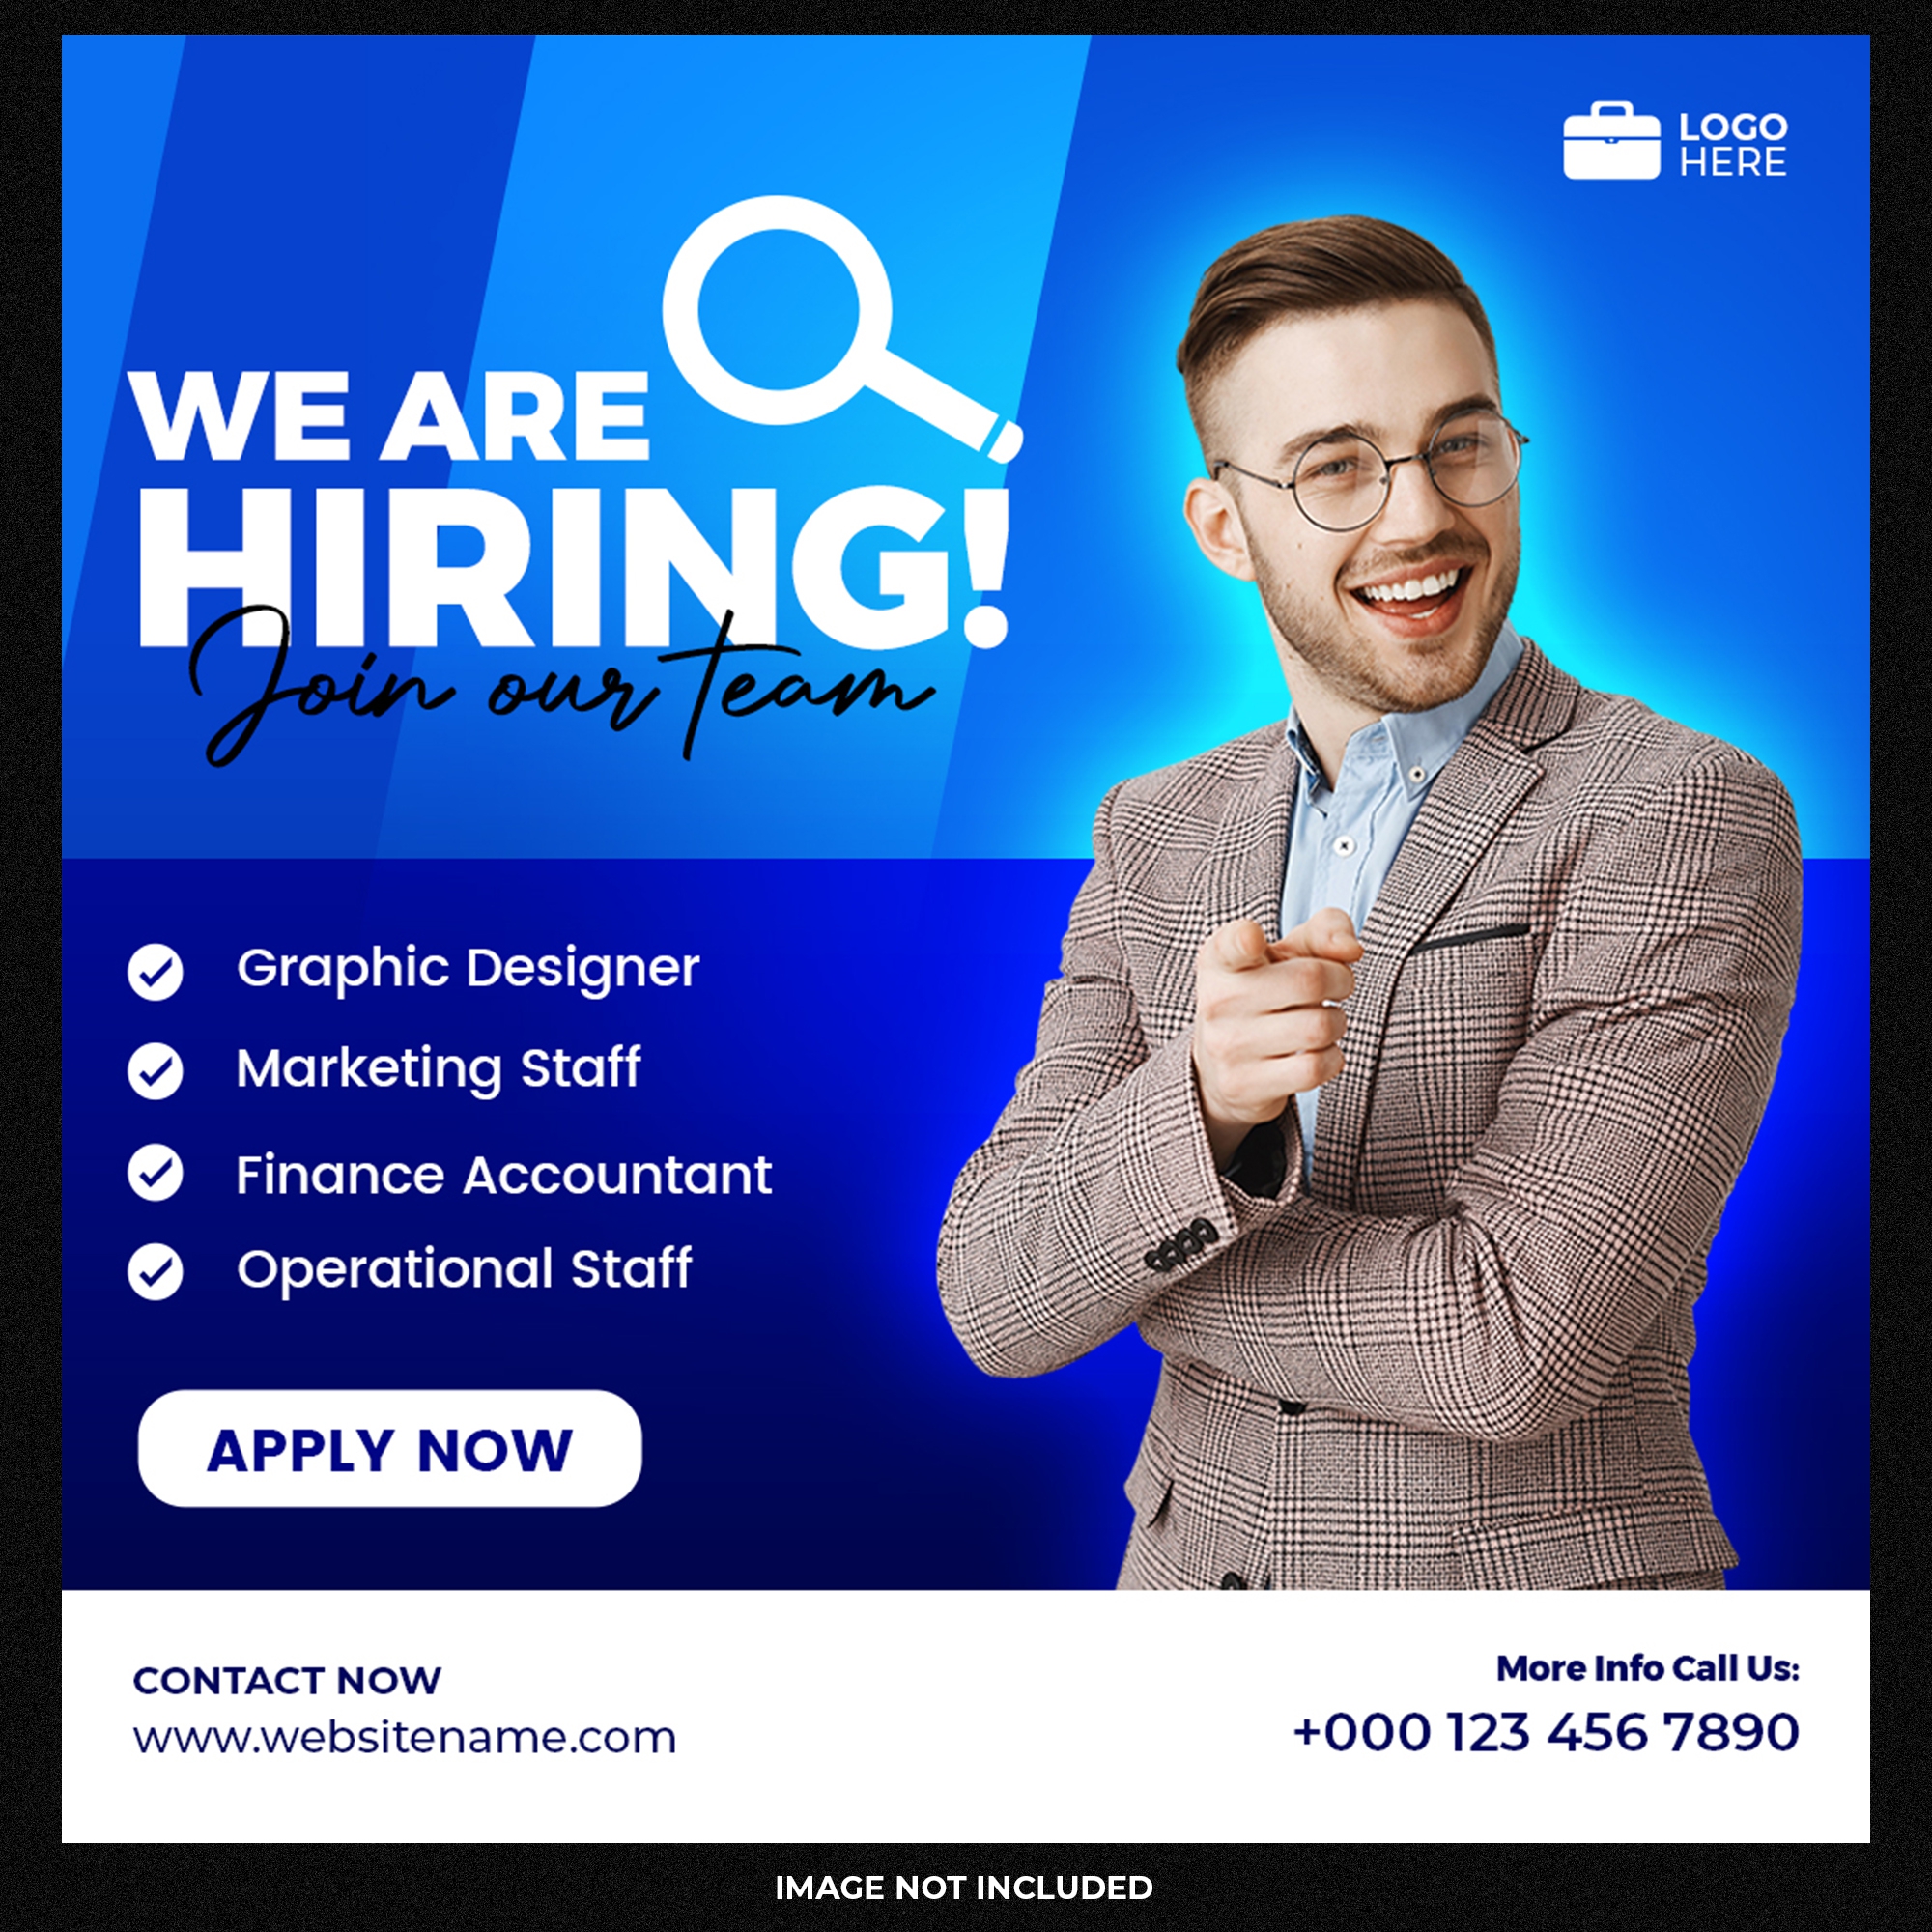 LOGO
HERE
WE ARE
HIRING!
Join our team
Graphic Designer
Marketing Staff
Finance Accountant
Operational Staff
APPLY NOW
CONTACT NOW
www.websitename.com
More Info Call Us:
+000 123 456 7890
IMAGE NOT INCLUDED